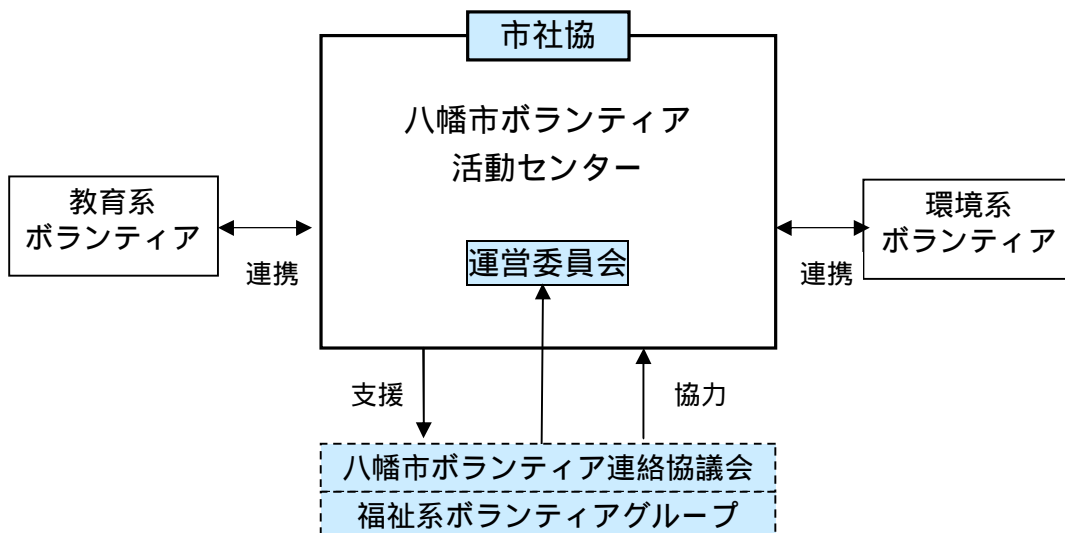 市社協
八幡市ボランティア
活動センター
教育系
ボランティア
連携
運営委員会
環境系
ボランティア
連携
支援
協力
八幡市ボランティア連絡協議会
福祉系ボランティアグループ